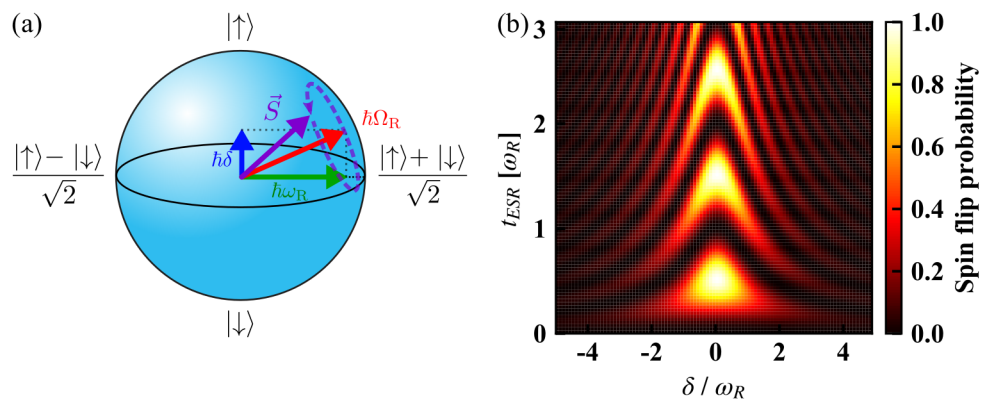 (a)
|↑⟩
S⃗
ħΩ_R
ħδ
ħω_R
|↑⟩ − |↓⟩
√2
|↑⟩ + |↓⟩
√2
|↓⟩
(b)
3
2
1
0
t_ESR [ω_R]
-4 -2 0 2 4
δ / ω_R
1.0
0.8
0.6
0.4
0.2
0.0
Spin flip probability